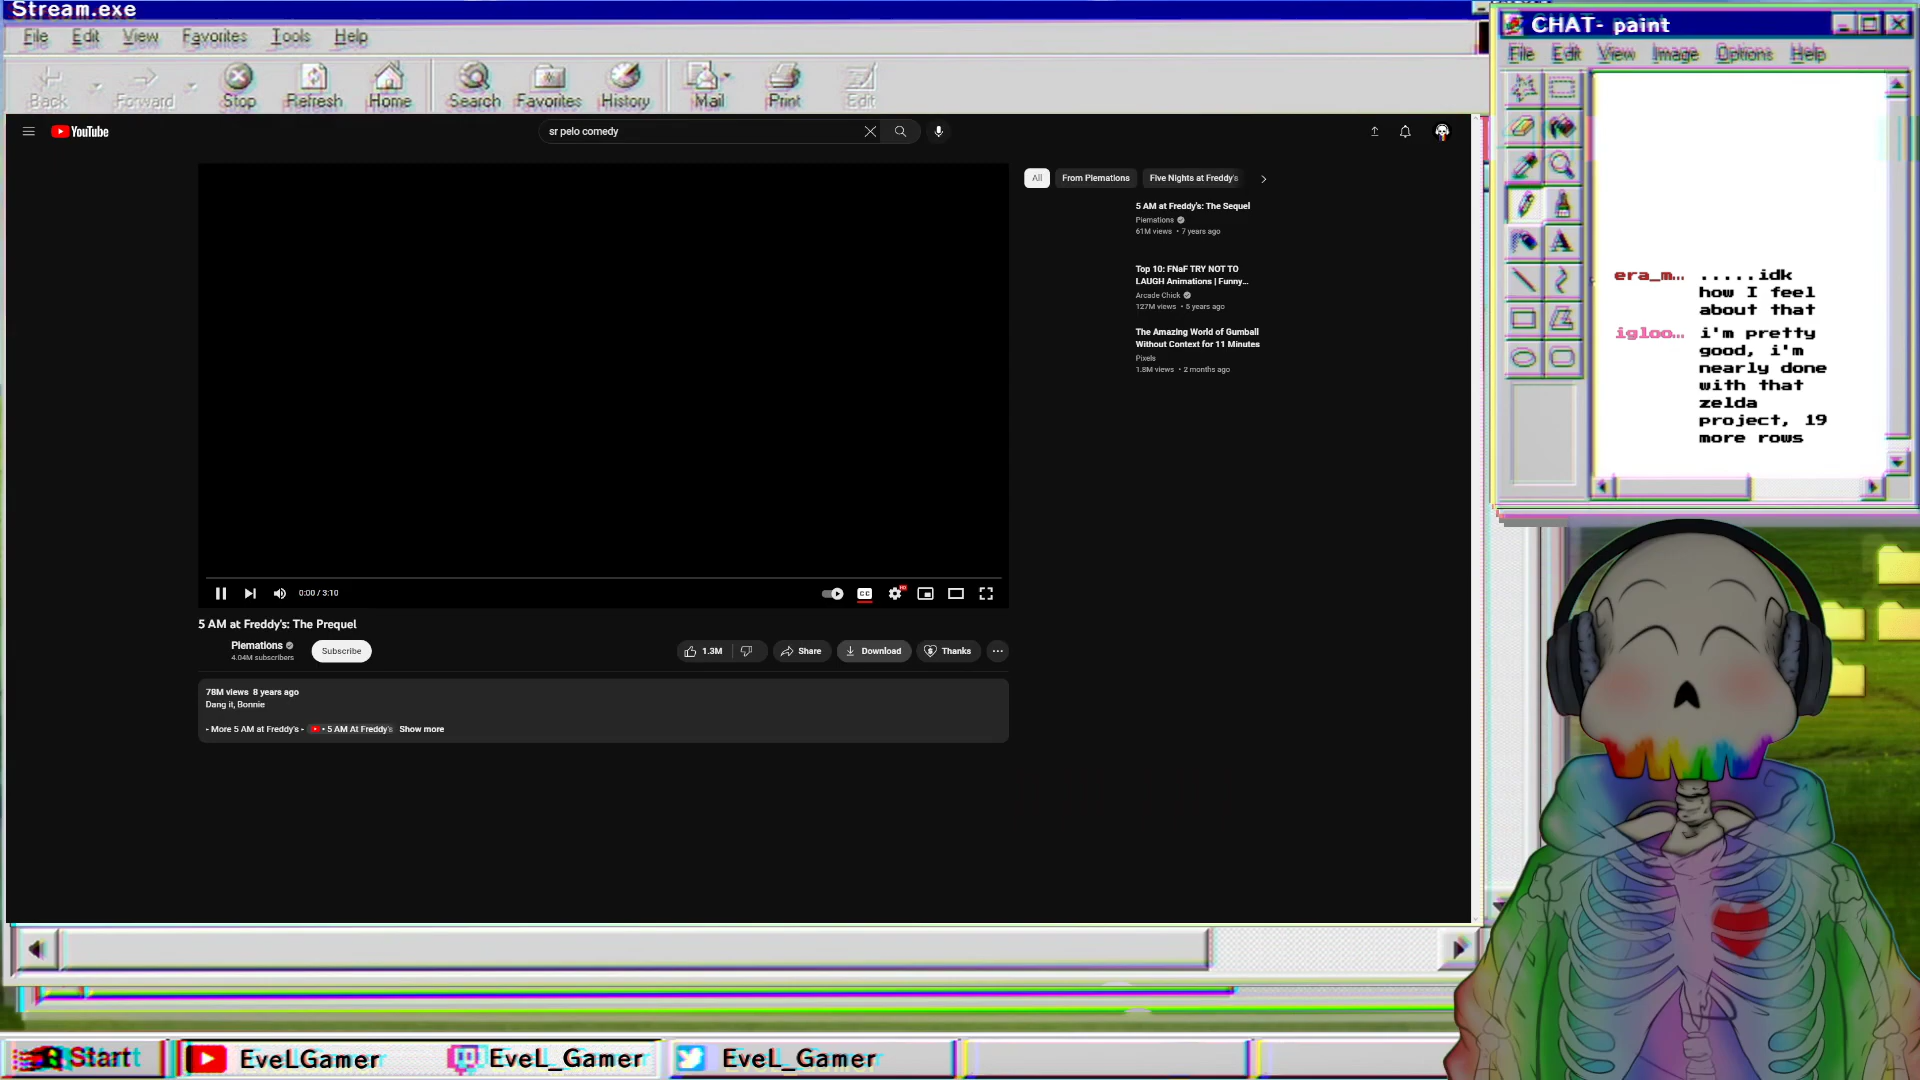 Stream.exe
File Edit View Favorites Tools Help
Back Forward Stop Refresh Home Search Favorites History Mail Print Edit
YouTube
sr pelo comedy
All From Piemations Five Nights at Freddy's
5 AM at Freddy's: The Sequel
Piemations
61M views • 7 years ago
Top 10: FNaF TRY NOT TO
LAUGH Animations | Funny...
Arcade Chick
127M views • 5 years ago
The Amazing World of Gumball
Without Context for 11 Minutes
Pixels
1.8M views • 2 months ago
0:00 / 3:10
CC
HD
5 AM at Freddy's: The Prequel
Piemations
4.04M subscribers
Subscribe
1.3M
Share
Download
Thanks
78M views 8 years ago
Dang it, Bonnie
- More 5 AM at Freddy's - • 5 AM At Freddy's Show more
CHAT- paint
File Edit View Image Options Help
A
era_m... .....idk
how I feel
about that
igloo... i'm pretty
good, i'm
nearly done
with that
zelda
project, 19
more rows
Start
EveLGamer
EveL_Gamer
EveL_Gamer